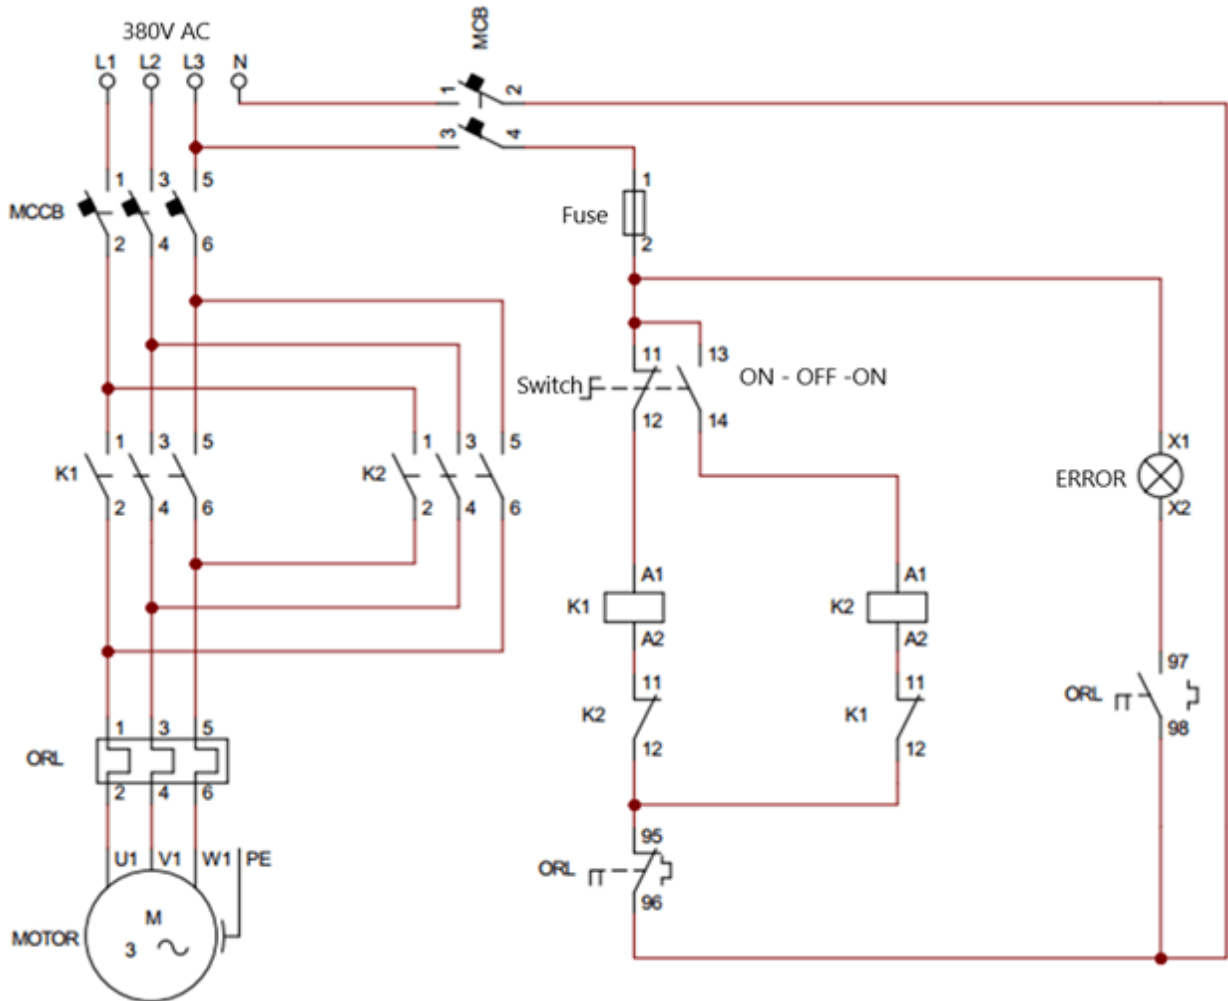 380V AC
L1 L2 L3 N
MCB
1 2
3 4
1 3 5
MCCB
2 4 6
1
Fuse
2
11 13
Switch
ON - OFF -ON
12 14
1 3 5
K1
2 4 6
1 3 5
K2
2 4 6
X1
ERROR
X2
A1
K1
A2
A1
K2
A2
11
K2
12
11
K1
12
97
ORL
98
1 3 5
ORL
2 4 6
95
ORL
96
U1 V1 W1 PE
M
3
MOTOR